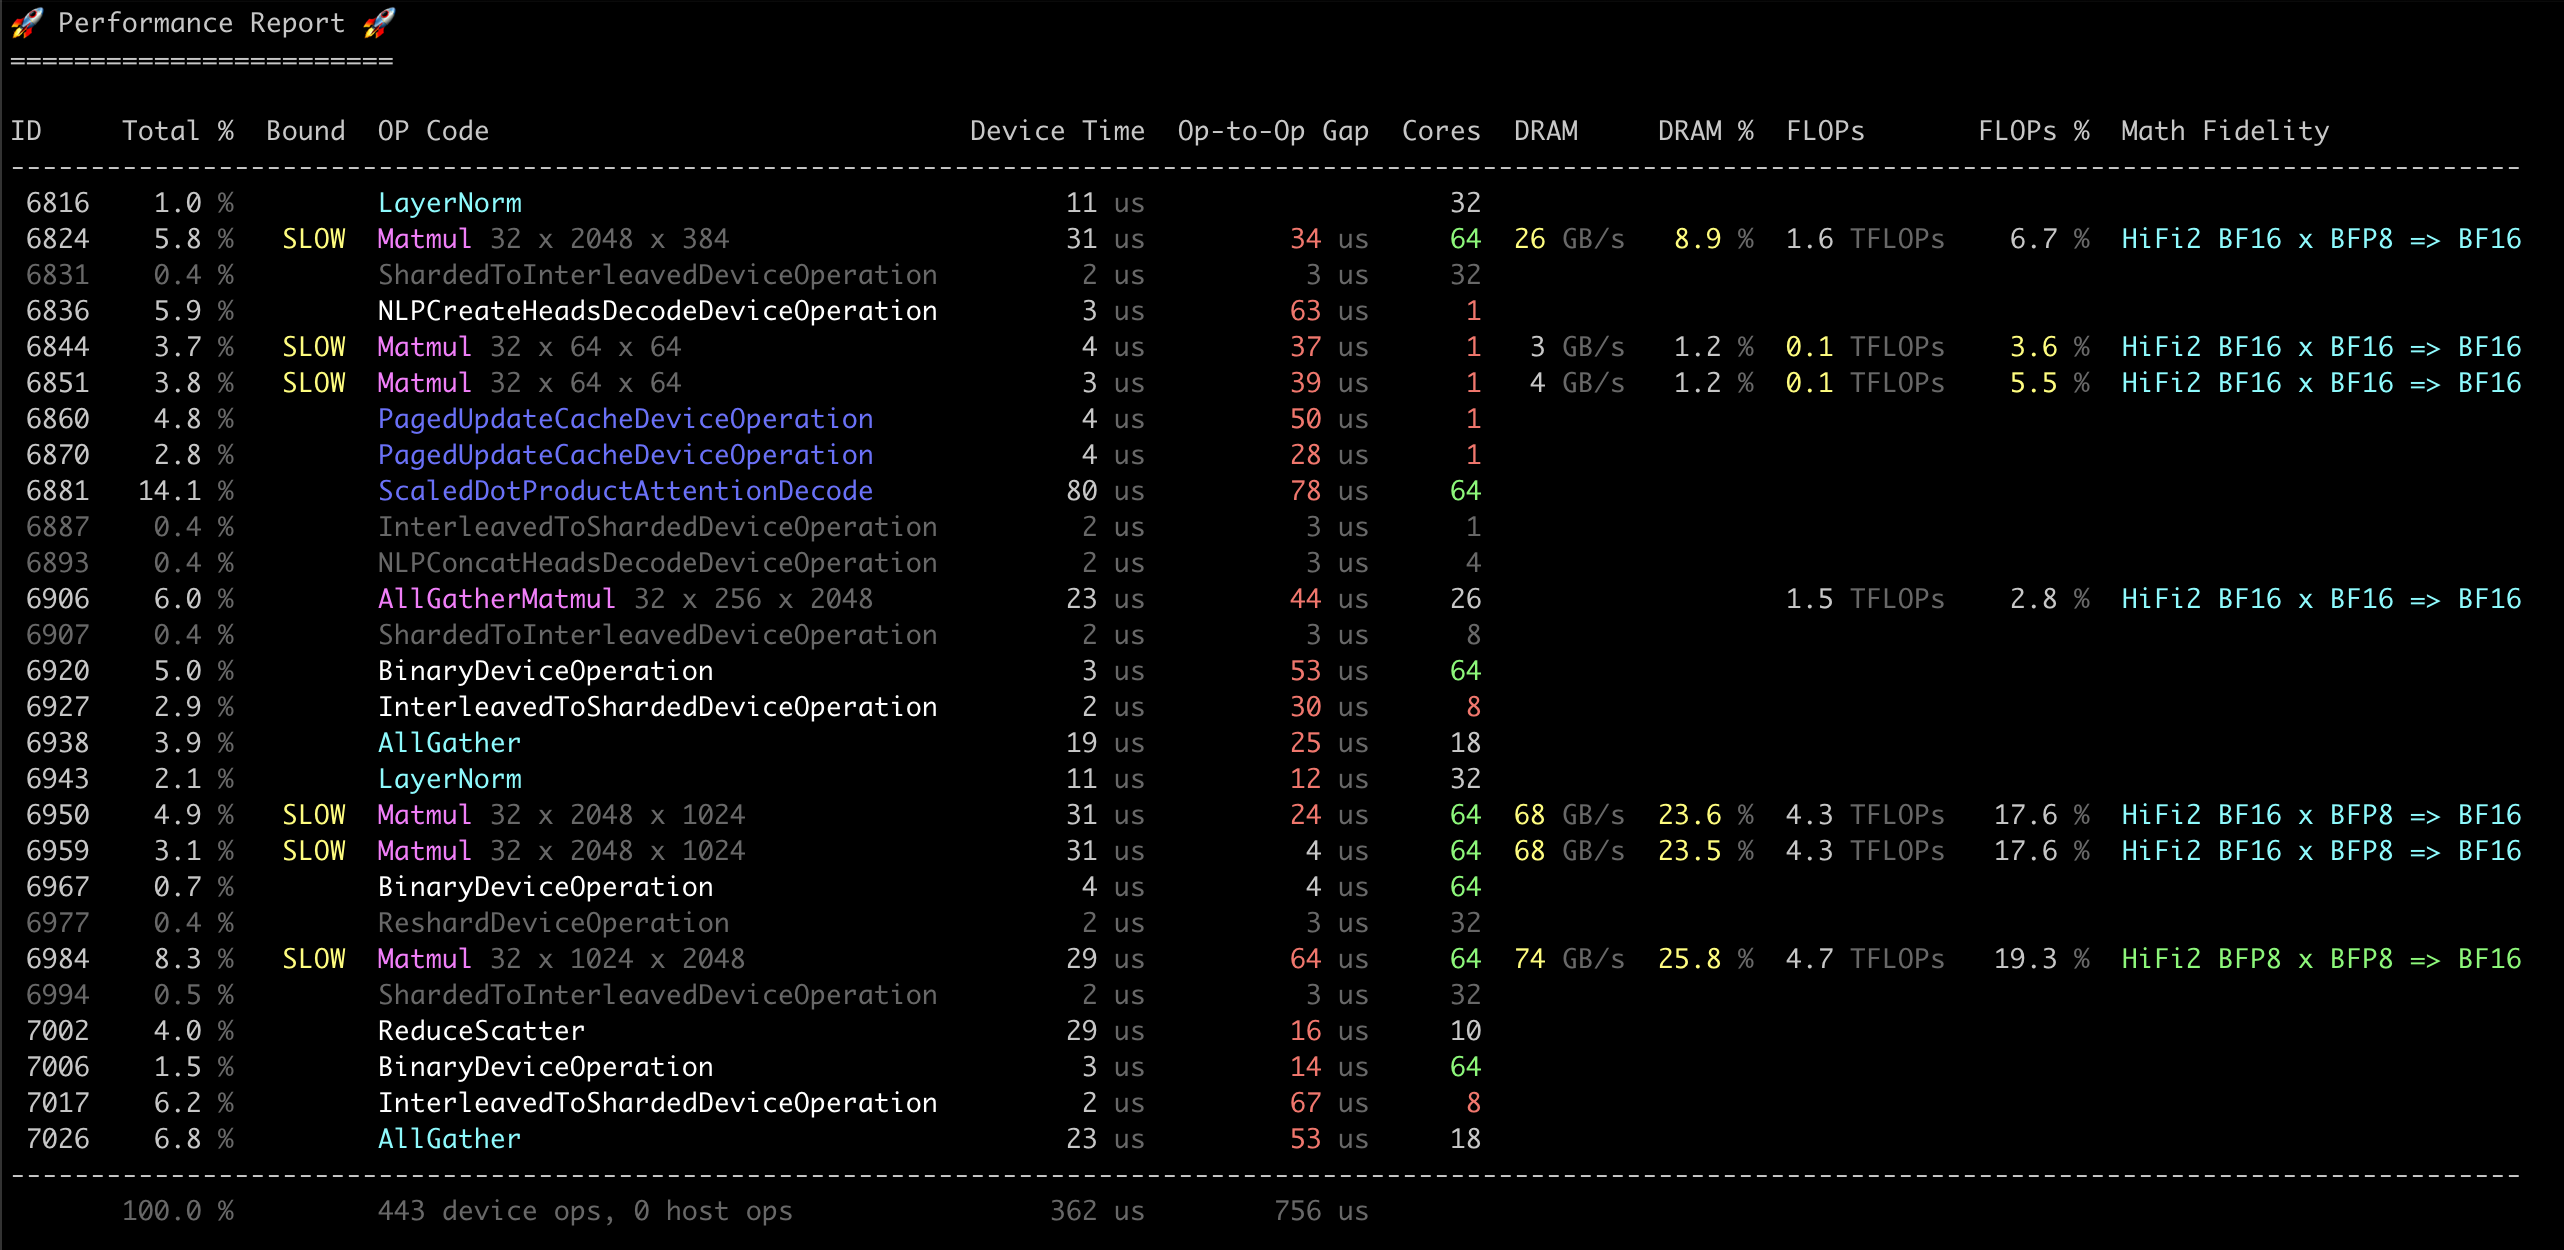 🚀 Performance Report 🚀
========================
ID Total % Bound OP Code Device Time Op-to-Op Gap Cores DRAM DRAM % FLOPs FLOPs % Math Fidelity
6816 1.0 % LayerNorm 11 us 32
6824 5.8 % SLOW Matmul 32 x 2048 x 384 31 us 34 us 64 26 GB/s 8.9 % 1.6 TFLOPs 6.7 % HiFi2 BF16 x BFP8 => BF16
6831 0.4 % ShardedToInterleavedDeviceOperation 2 us 3 us 32
6836 5.9 % NLPCreateHeadsDecodeDeviceOperation 3 us 63 us 1
6844 3.7 % SLOW Matmul 32 x 64 x 64 4 us 37 us 1 3 GB/s 1.2 % 0.1 TFLOPs 3.6 % HiFi2 BF16 x BF16 => BF16
6851 3.8 % SLOW Matmul 32 x 64 x 64 3 us 39 us 1 4 GB/s 1.2 % 0.1 TFLOPs 5.5 % HiFi2 BF16 x BF16 => BF16
6860 4.8 % PagedUpdateCacheDeviceOperation 4 us 50 us 1
6870 2.8 % PagedUpdateCacheDeviceOperation 4 us 28 us 1
6881 14.1 % ScaledDotProductAttentionDecode 80 us 78 us 64
6887 0.4 % InterleavedToShardedDeviceOperation 2 us 3 us 1
6893 0.4 % NLPConcatHeadsDecodeDeviceOperation 2 us 3 us 4
6906 6.0 % AllGatherMatmul 32 x 256 x 2048 23 us 44 us 26 1.5 TFLOPs 2.8 % HiFi2 BF16 x BF16 => BF16
6907 0.4 % ShardedToInterleavedDeviceOperation 2 us 3 us 8
6920 5.0 % BinaryDeviceOperation 3 us 53 us 64
6927 2.9 % InterleavedToShardedDeviceOperation 2 us 30 us 8
6938 3.9 % AllGather 19 us 25 us 18
6943 2.1 % LayerNorm 11 us 12 us 32
6950 4.9 % SLOW Matmul 32 x 2048 x 1024 31 us 24 us 64 68 GB/s 23.6 % 4.3 TFLOPs 17.6 % HiFi2 BF16 x BFP8 => BF16
6959 3.1 % SLOW Matmul 32 x 2048 x 1024 31 us 4 us 64 68 GB/s 23.5 % 4.3 TFLOPs 17.6 % HiFi2 BF16 x BFP8 => BF16
6967 0.7 % BinaryDeviceOperation 4 us 4 us 64
6977 0.4 % ReshardDeviceOperation 2 us 3 us 32
6984 8.3 % SLOW Matmul 32 x 1024 x 2048 29 us 64 us 64 74 GB/s 25.8 % 4.7 TFLOPs 19.3 % HiFi2 BFP8 x BFP8 => BF16
6994 0.5 % ShardedToInterleavedDeviceOperation 2 us 3 us 32
7002 4.0 % ReduceScatter 29 us 16 us 10
7006 1.5 % BinaryDeviceOperation 3 us 14 us 64
7017 6.2 % InterleavedToShardedDeviceOperation 2 us 67 us 8
7026 6.8 % AllGather 23 us 53 us 18
100.0 % 443 device ops, 0 host ops 362 us 756 us